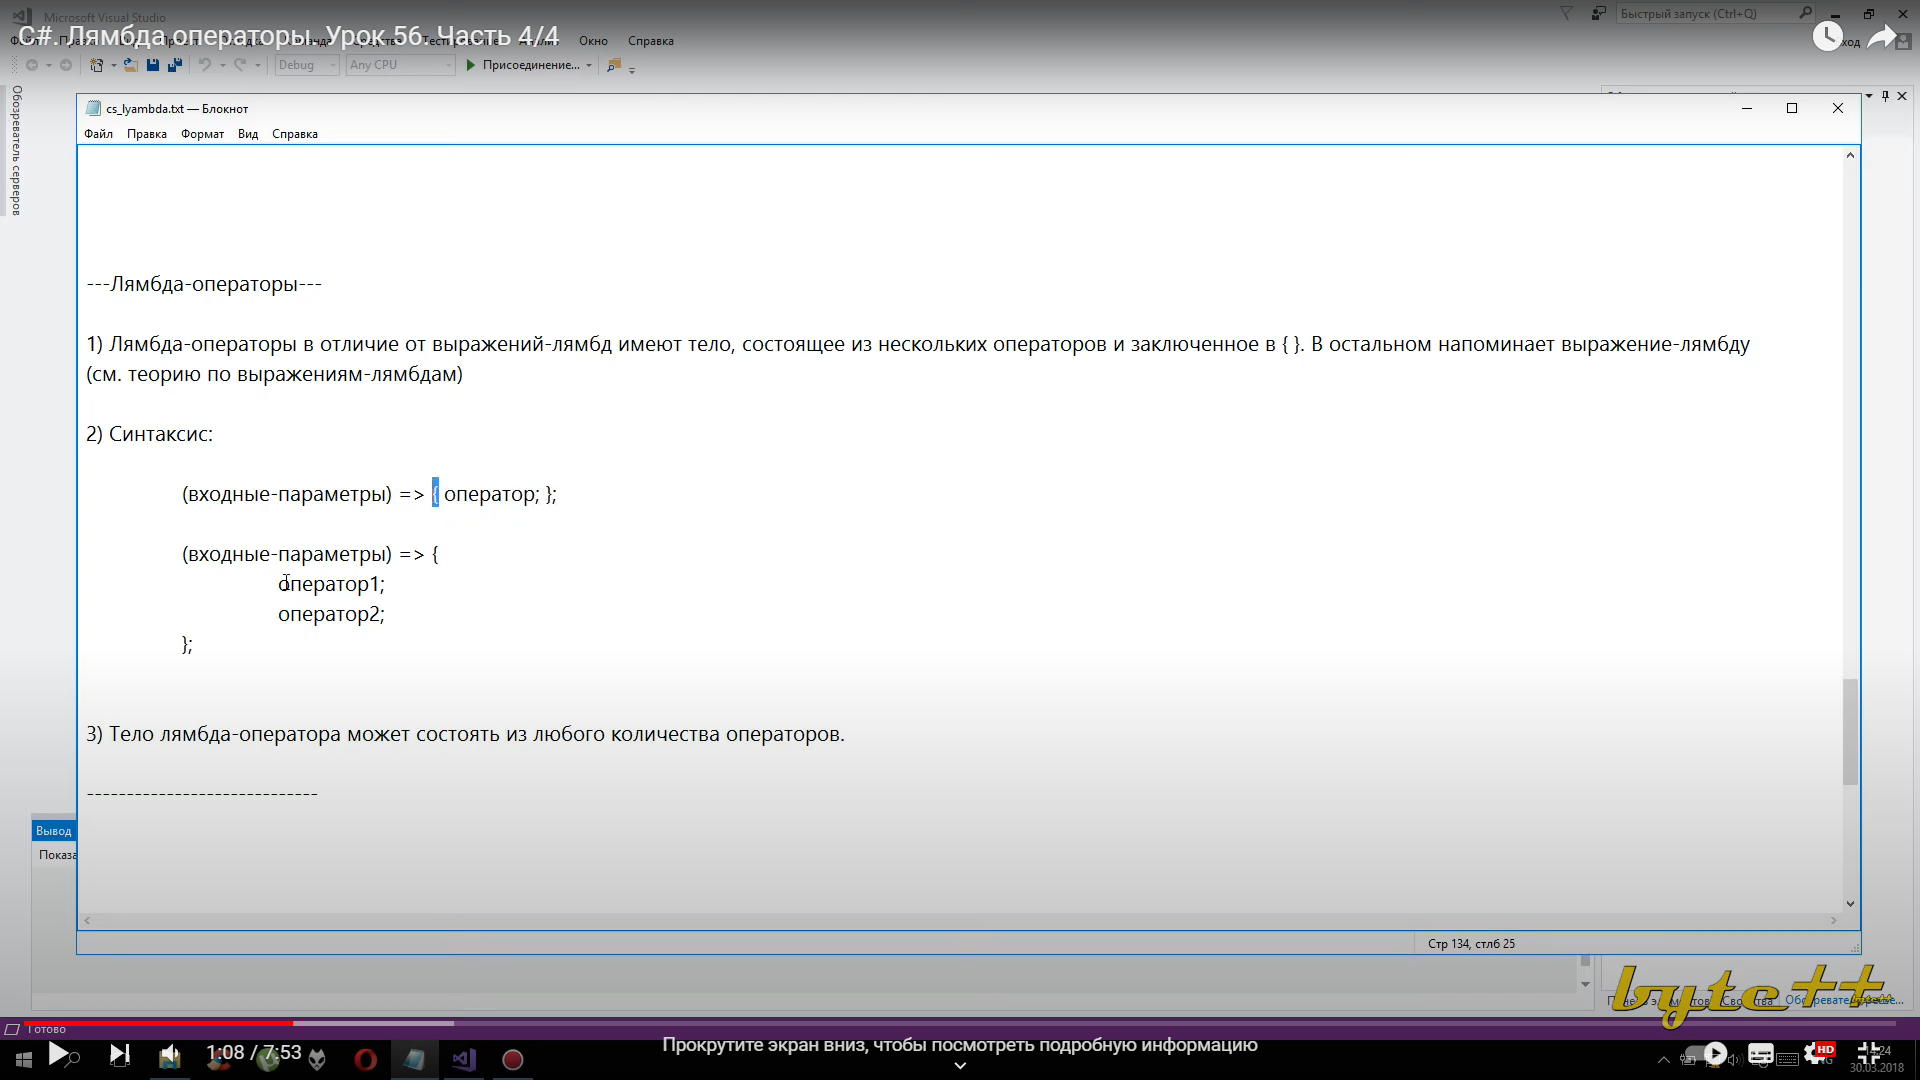 Microsoft Visual Studio
C#. Лямбда операторы. Урок 56. Часть 4/4
Быстрый запуск (Ctrl+Q)
Окно Справка
Debug Any CPU Присоединение...
Обозреватель серверов
cs_lyambda.txt — Блокнот
Файл Правка Формат Вид Справка
---Лямбда-операторы---
1) Лямбда-операторы в отличие от выражений-лямбд имеют тело, состоящее из нескольких операторов и заключенное в { }. В остальном напоминает выражение-лямбду
(см. теорию по выражениям-лямбдам)
2) Синтаксис:
(входные-параметры) => { оператор; };
(входные-параметры) => {
оператор1;
оператор2;
};
3) Тело лямбда-оператора может состоять из любого количества операторов.
-----------------------------
Вывод
Показа
Стр 134, стлб 25
byte++
Готово
1:08 / 7:53
Прокрутите экран вниз, чтобы посмотреть подробную информацию
HD
14:24
30.03.2018